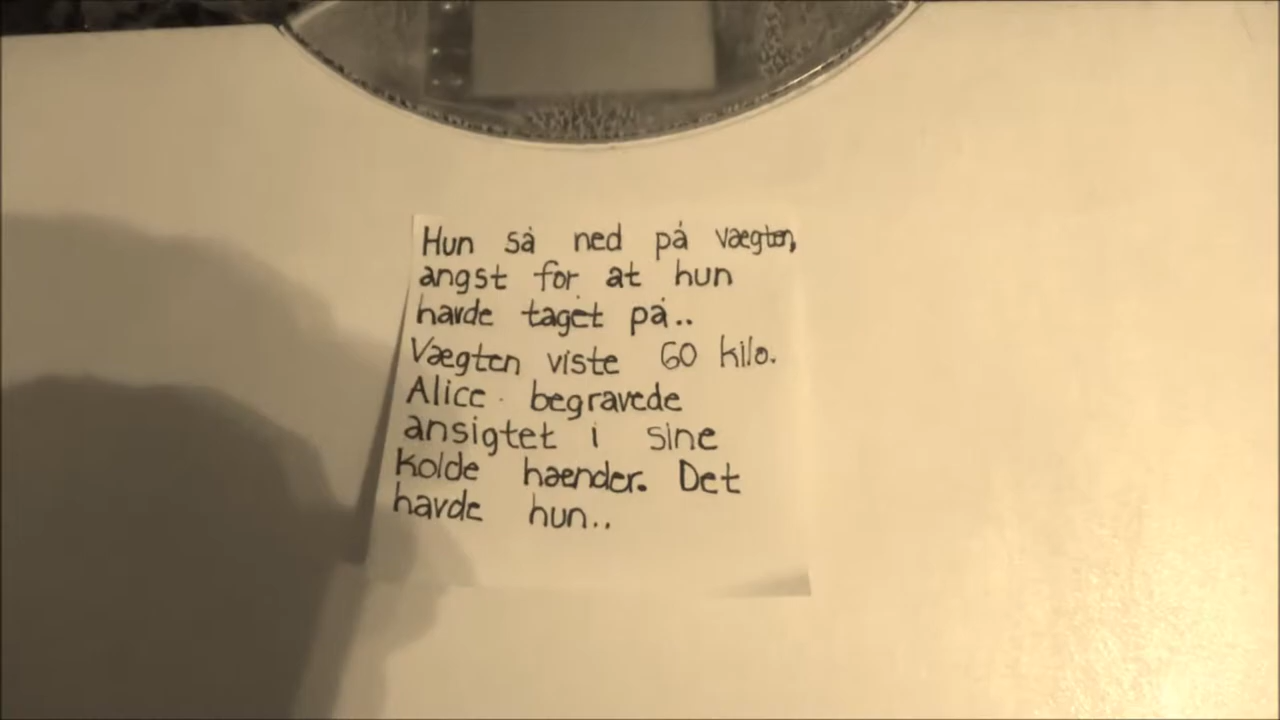 Hun så ned på vægten,
angst for at hun
havde taget på..
Vægten viste 60 kilo.
Alice begravede
ansigtet i sine
kolde hænder. Det
havde hun..